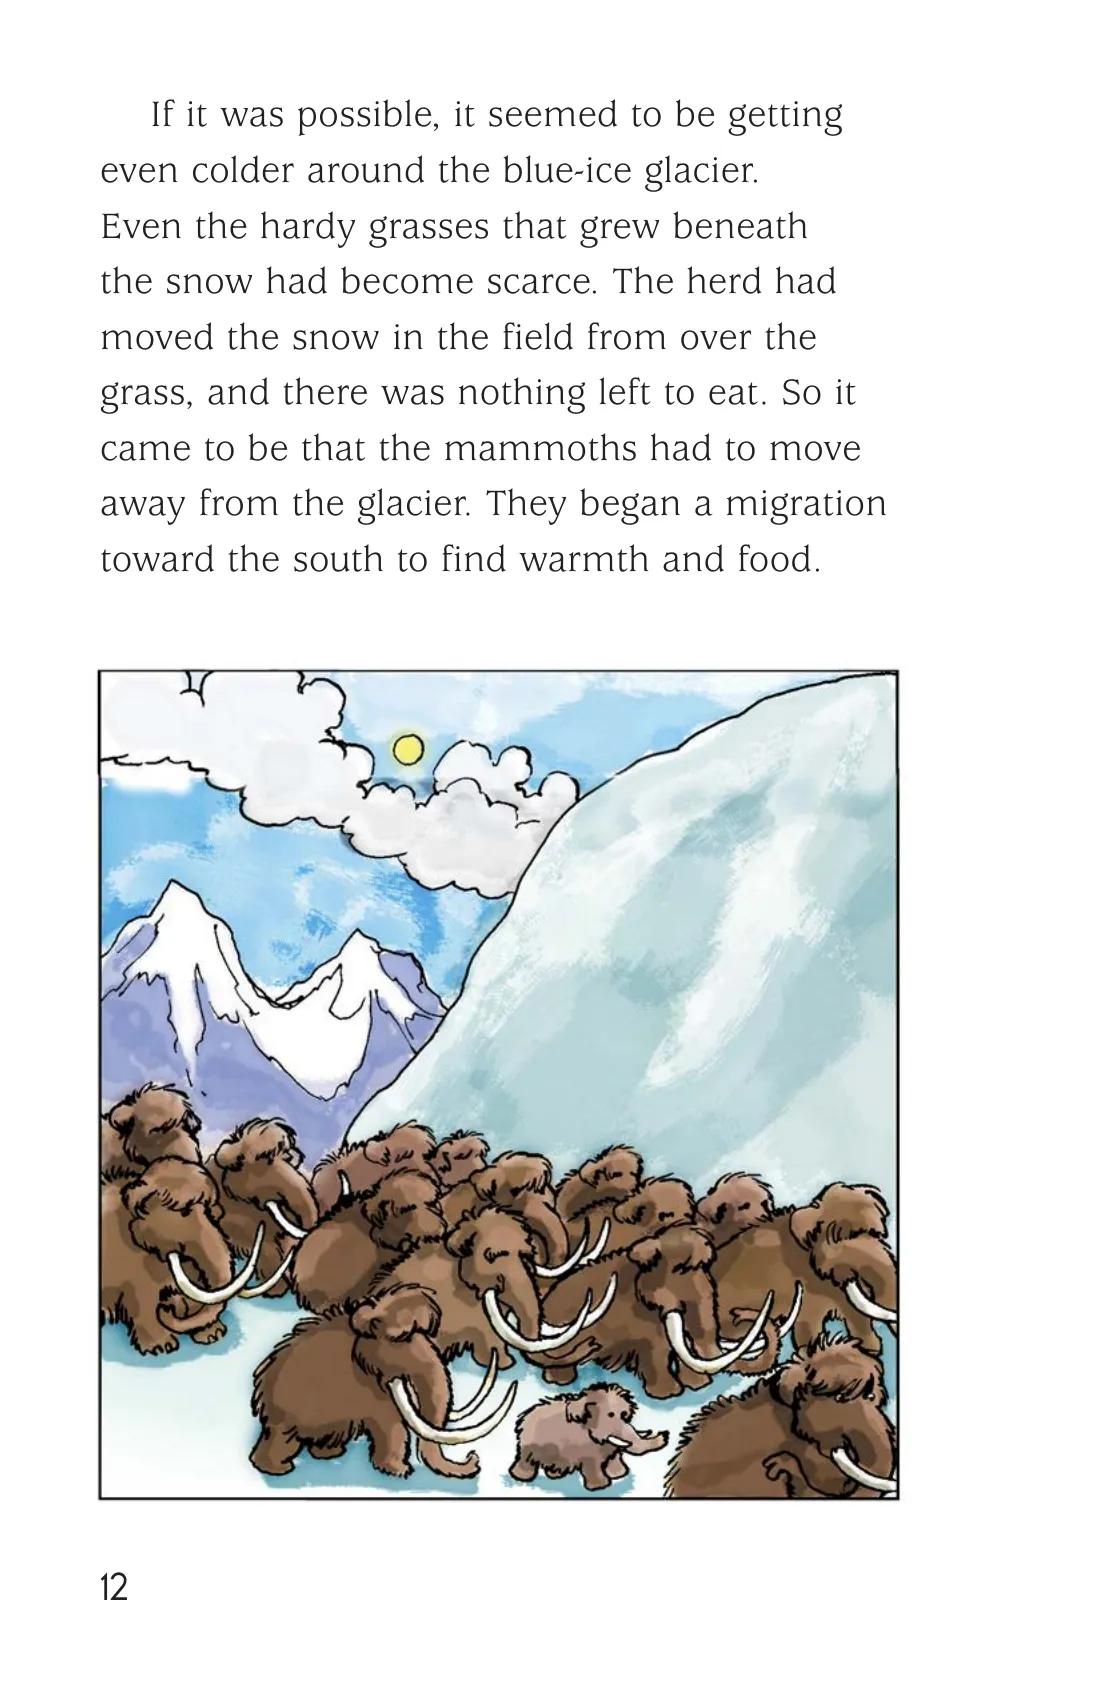 If it was possible, it seemed to be getting
even colder around the blue-ice glacier.
Even the hardy grasses that grew beneath
the snow had become scarce. The herd had
moved the snow in the field from over the
grass, and there was nothing left to eat. So it
came to be that the mammoths had to move
away from the glacier. They began a migration
toward the south to find warmth and food.
12